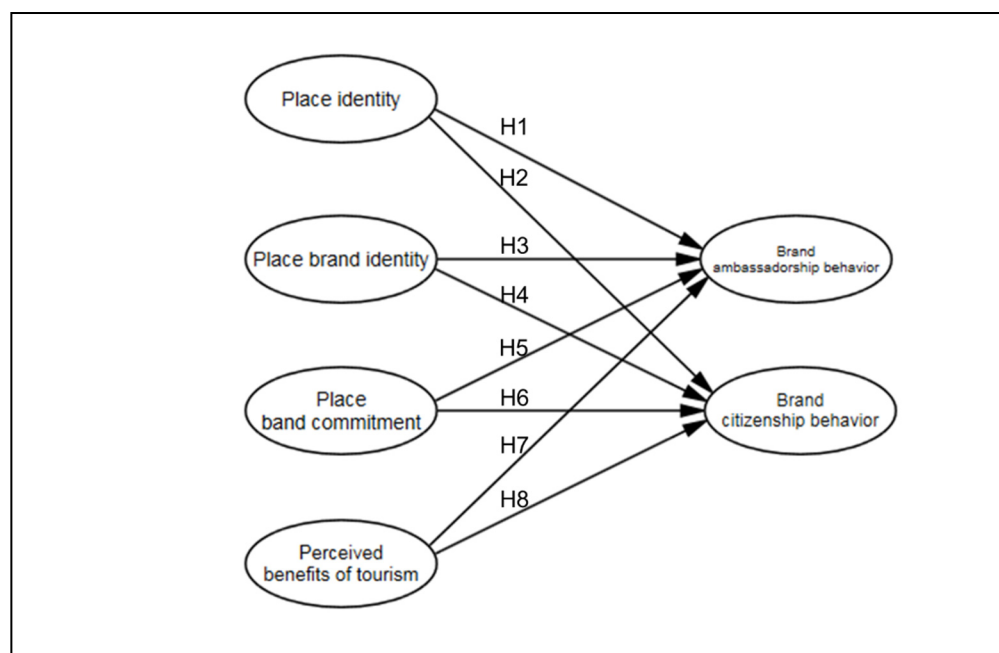 Place identity
H1
H2
Place brand identity
H3
Brand
ambassadorship behavior
H4
H5
Place
band commitment
H6
Brand
citizenship behavior
H7
H8
Perceived
benefits of tourism